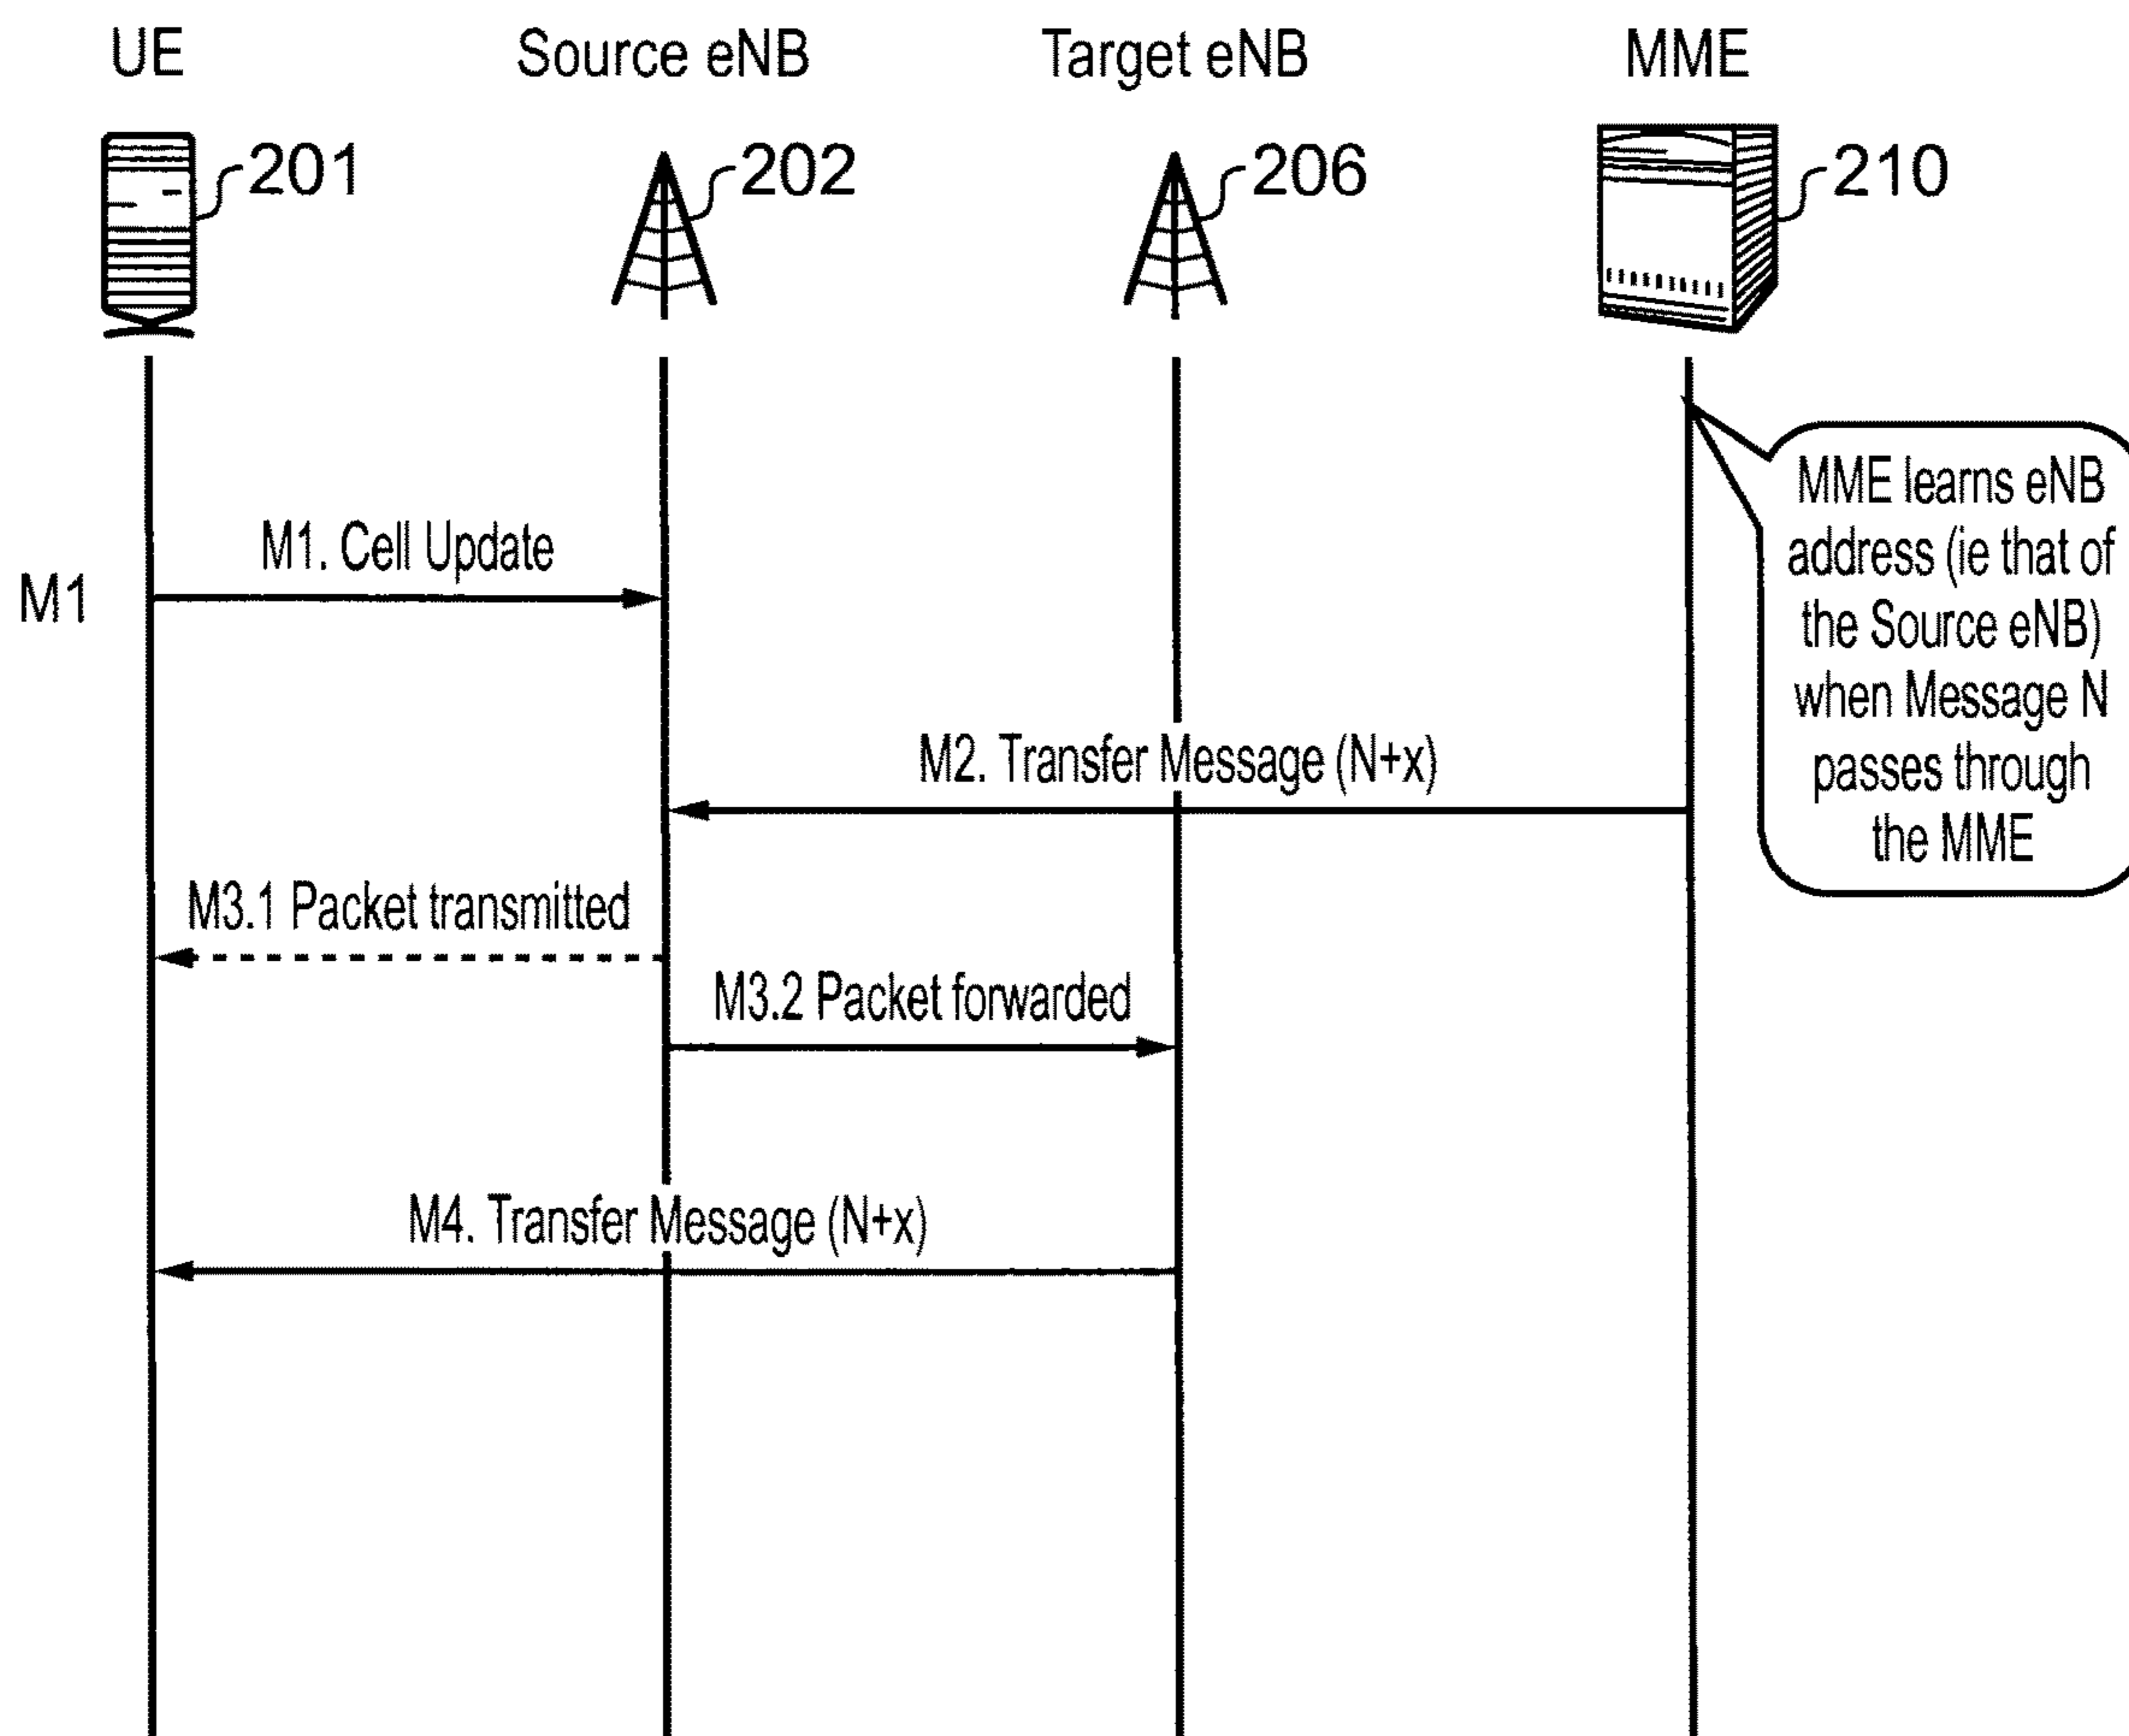 UE
Source eNB
Target eNB
MME
201
202
206
210
MME learns eNB
address (ie that of
the Source eNB)
when Message N
passes through
the MME
M1. Cell Update
M1
M2. Transfer Message (N+x)
M3.1 Packet transmitted
M3.2 Packet forwarded
M4. Transfer Message (N+x)